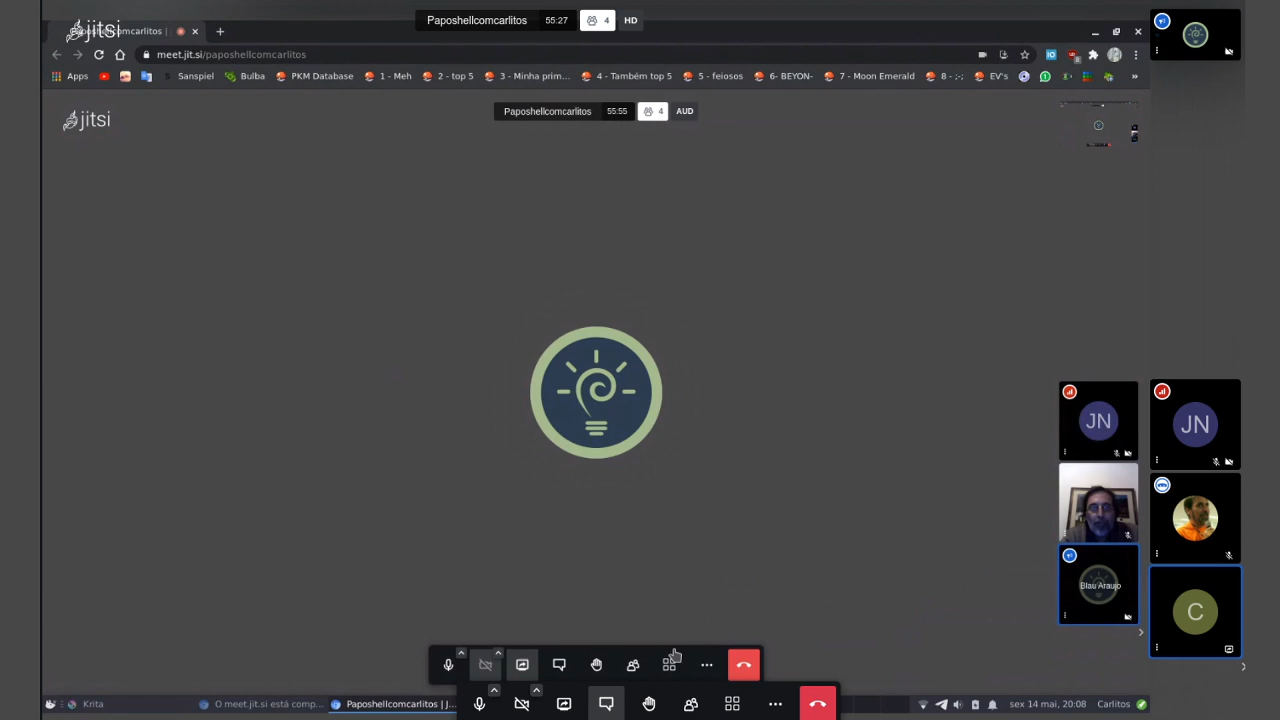 Paposhellcomcarlitos 55:27 4 HD
jitsi
meet.jit.si/paposhellcomcarlitos
Apps Sanspiel Bulba PKM Database 1 - Meh 2 - top 5 3 - Minha prim... 4 - Também top 5 5 - feiosos 6- BEYON- 7 - Moon Emerald 8 - ;-; EV's »
jitsi
Paposhellcomcarlitos 55:55 4 AUD
JN
JN
Blau Araujo
C
Krita O meet.jit.si está comp... Paposhellcomcarlitos | J... sex 14 mai, 20:08 Carlitos